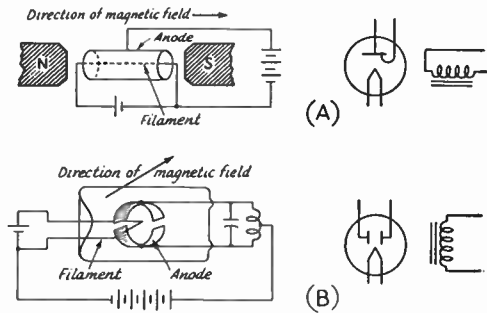 Direction of magnetic field
Anode
N
S
Filament
(A)
Direction of magnetic field
Filament
Anode
(B)